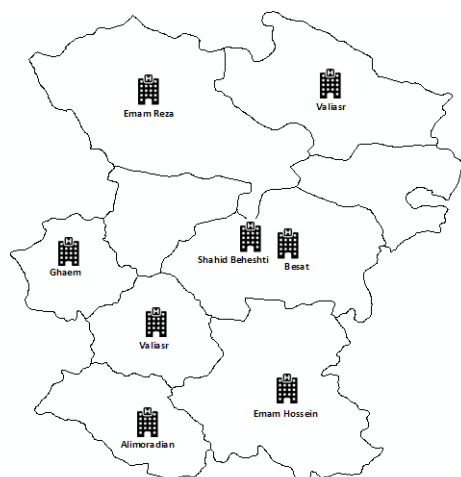 Emam Reza
Valiasr
Shahid Beheshti
Besat
Ghaem
Valiasr
Emam Hossein
Alimoradian